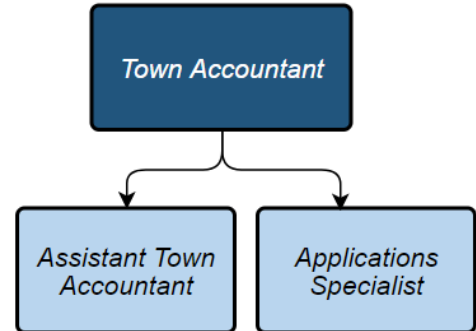 Town Accountant
Assistant Town
Accountant
Applications
Specialist